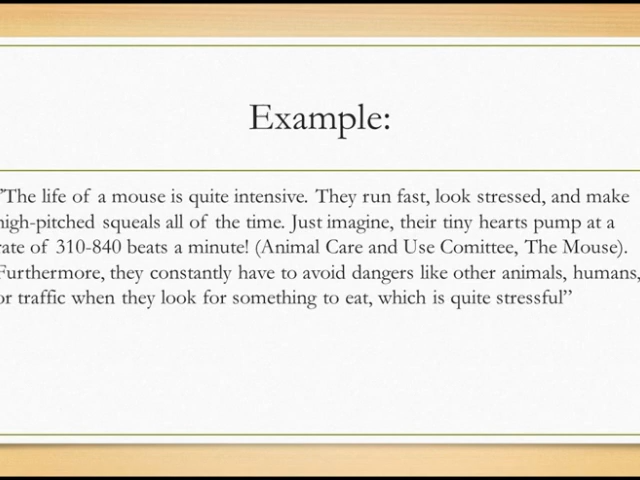 Example:
”The life of a mouse is quite intensive. They run fast, look stressed, and make
high-pitched squeals all of the time. Just imagine, their tiny hearts pump at a
rate of 310-840 beats a minute! (Animal Care and Use Comittee, The Mouse).
Furthermore, they constantly have to avoid dangers like other animals, humans,
or traffic when they look for something to eat, which is quite stressful”